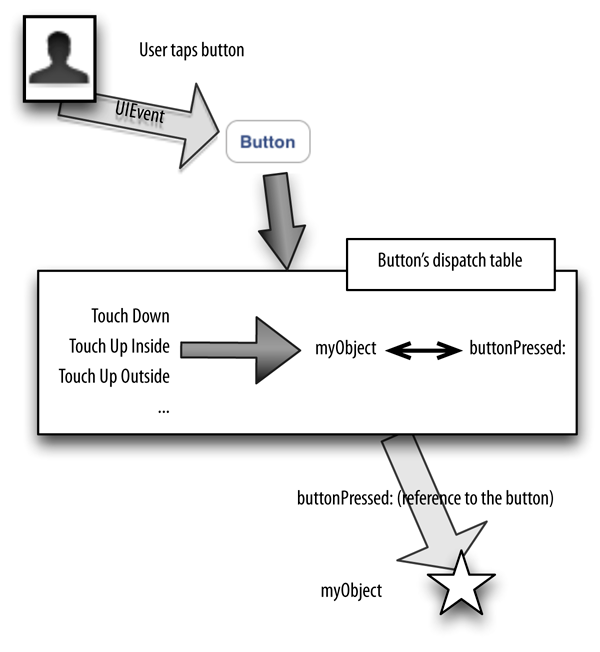 User taps button
UIEvent
Button
Button's dispatch table
Touch Down
Touch Up Inside
myObject
buttonPressed:
Touch Up Outside
...
buttonPressed: (reference to the button)
myObject